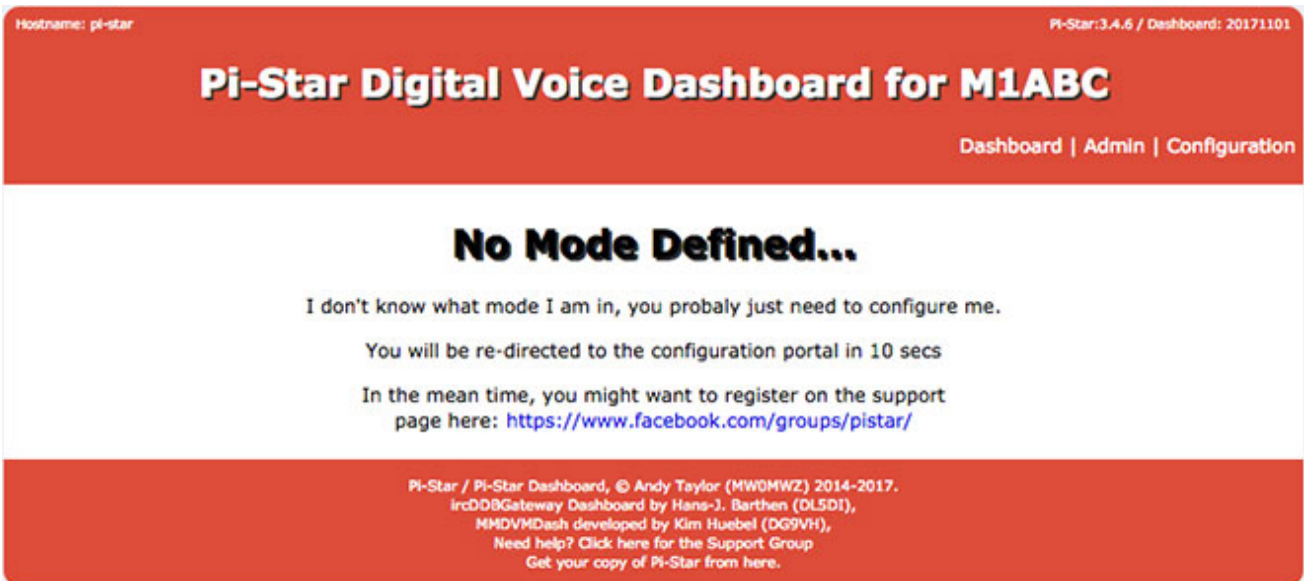 Hostname: pi-star
Pi-Star:3.4.6 / Dashboard: 20171101
Pi-Star Digital Voice Dashboard for M1ABC
Dashboard | Admin | Configuration
No Mode Defined...
I don't know what mode I am in, you probaly just need to configure me.
You will be re-directed to the configuration portal in 10 secs
In the mean time, you might want to register on the support
page here: https://www.facebook.com/groups/pistar/
Pi-Star / Pi-Star Dashboard, © Andy Taylor (MW0MWZ) 2014-2017.
ircDDBGateway Dashboard by Hans-J. Barthen (DL5DI),
MMDVMDash developed by Kim Huebel (DG9VH),
Need help? Click here for the Support Group
Get your copy of Pi-Star from here.